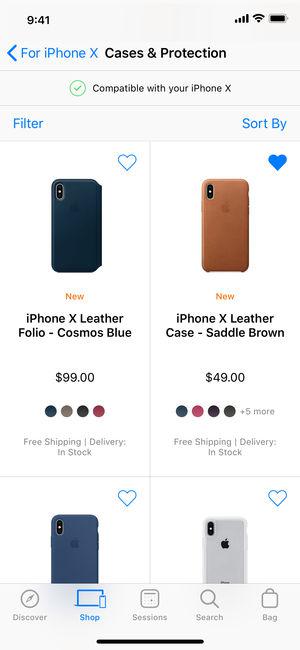 9:41
For iPhone X Cases & Protection
Compatible with your iPhone X
Filter Sort By
New
iPhone X Leather
Folio - Cosmos Blue
$99.00
Free Shipping | Delivery:
In Stock
New
iPhone X Leather
Case - Saddle Brown
$49.00
+5 more
Free Shipping | Delivery:
In Stock
Discover Shop Sessions Search Bag